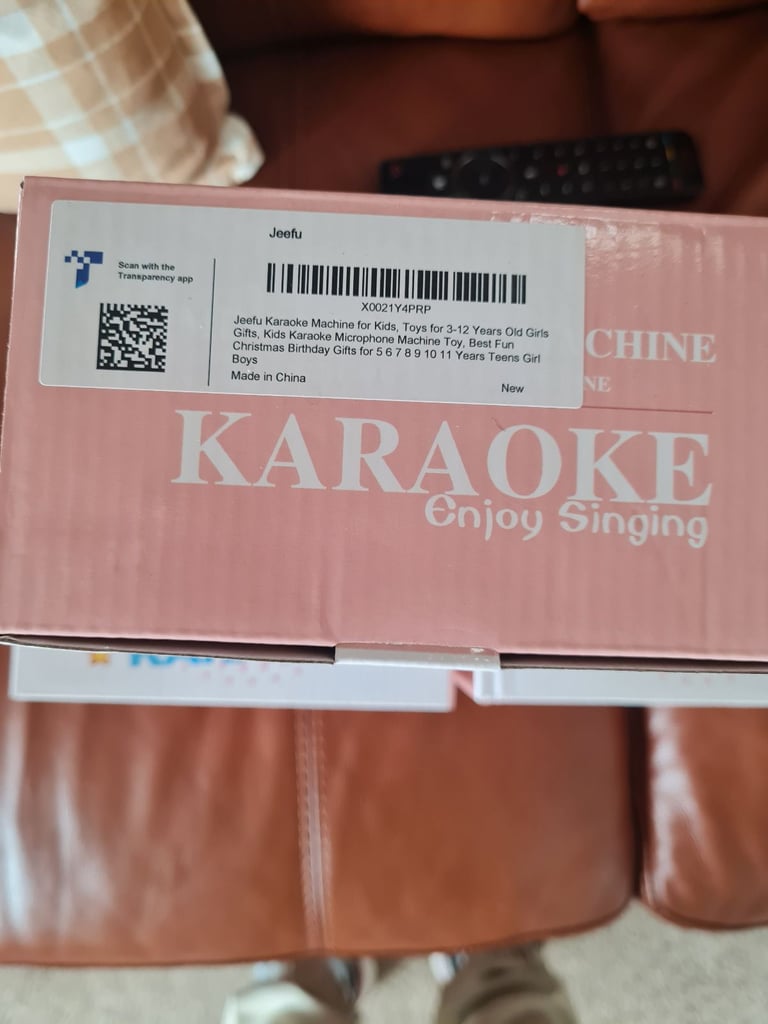 Jeefu
Scan with the
Transparency app
X0021Y4PRP
Jeefu Karaoke Machine for Kids, Toys for 3-12 Years Old Girls
Gifts, Kids Karaoke Microphone Machine Toy, Best Fun
Christmas Birthday Gifts for 5 6 7 8 9 10 11 Years Teens Girl
Boys
Made in China
New
CHINE
NE
KARAOKE
Enjoy Singing